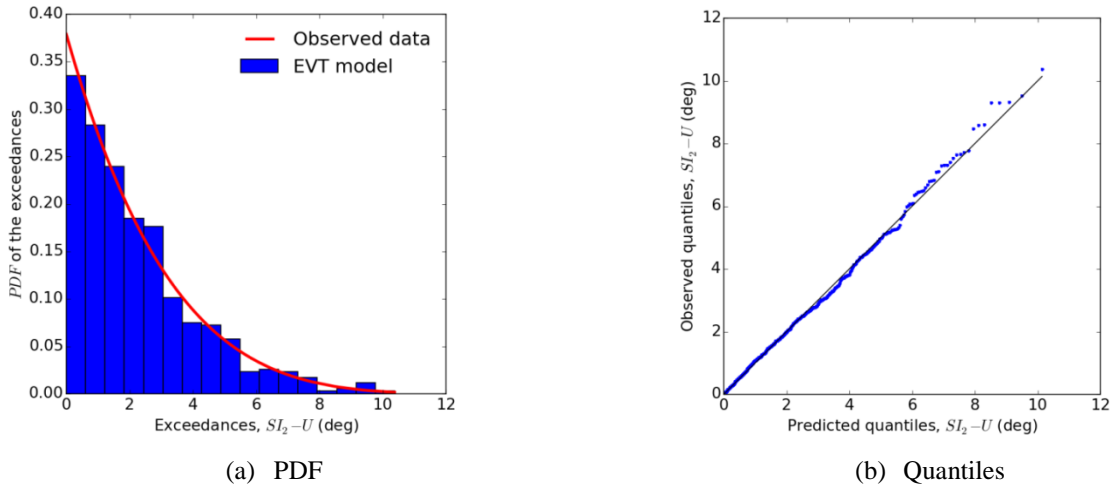 0.40
0.35
0.30
0.25
0.20
0.15
0.10
0.05
0.00
PDF of the exceedances
Observed data
EVT model
0 2 4 6 8 10 12
Exceedances, SI₂−U (deg)
(a) PDF
12
10
8
6
4
2
0
Observed quantiles, SI₂−U (deg)
0 2 4 6 8 10 12
Predicted quantiles, SI₂−U (deg)
(b) Quantiles